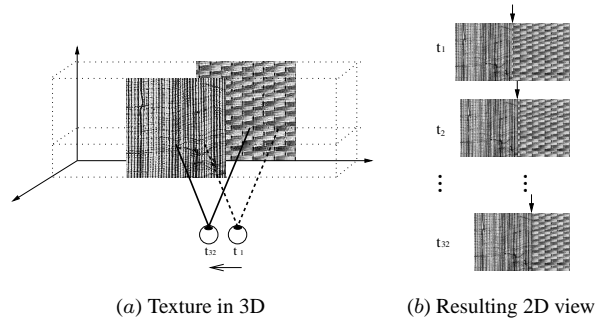 t1
t2
t32
t32 t1
(a) Texture in 3D
(b) Resulting 2D view